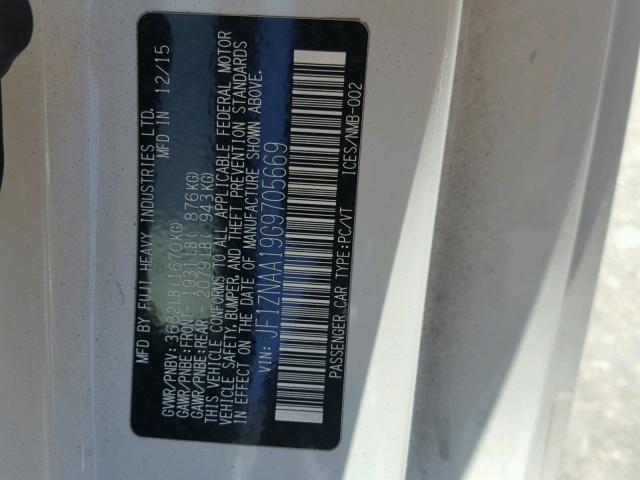 MFD BY FUJI HEAVY INDUSTRIES LTD.
MFD IN 12/15
GVWR/PNBV: 3682LB(1670KG)
GAWR/PNBE:FRONT- 1931LB( 876KG)
GAWR/PNBE:REAR- 2079LB( 943KG)
THIS VEHICLE CONFORMS TO ALL APPLICABLE FEDERAL MOTOR
VEHICLE SAFETY, BUMPER, AND THEFT PREVENTION STANDARDS
IN EFFECT ON THE DATE OF MANUFACTURE SHOWN ABOVE.
VIN: JF1ZNAA19G9705669
PASSENGER CAR TYPE:PC/VT
ICES/NMB-002